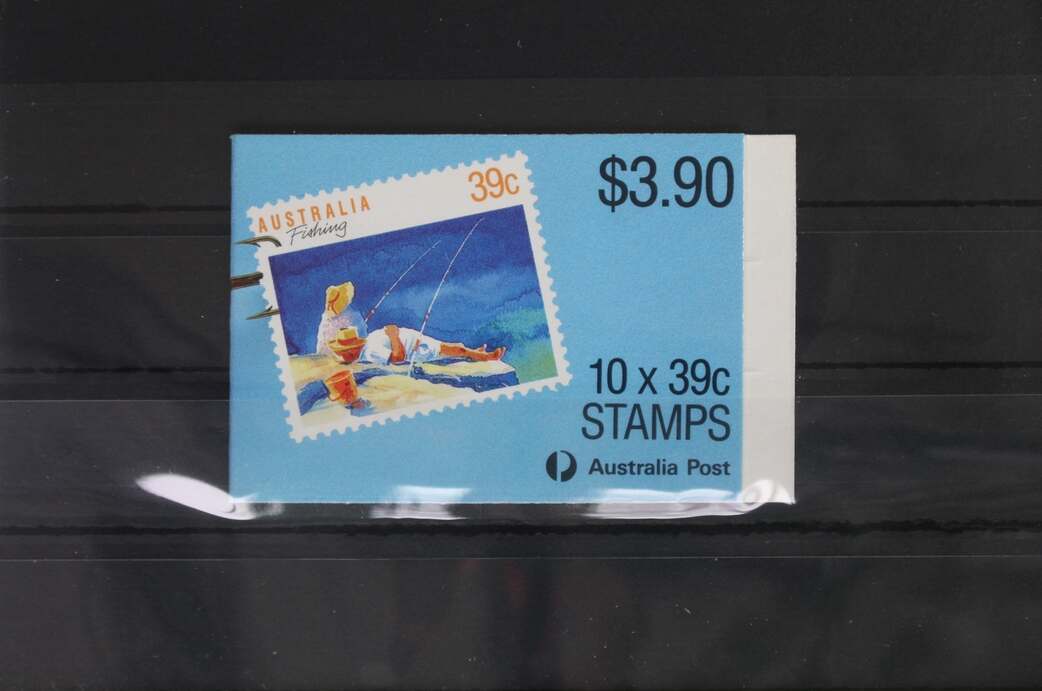 AUSTRALIA 39c
Fishing
$3.90
10 x 39c
STAMPS
Australia Post